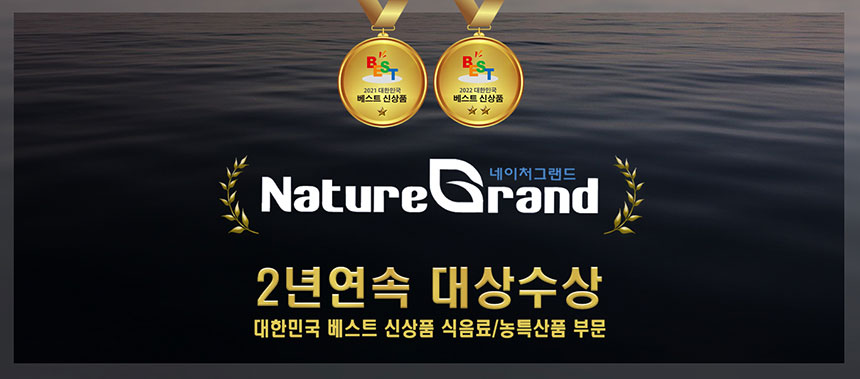 BEST
2021 대한민국
베스트 신상품
BEST
2022 대한민국
베스트 신상품
네이처그랜드
NatureGrand
2년연속 대상수상
대한민국 베스트 신상품 식음료/농특산품 부문